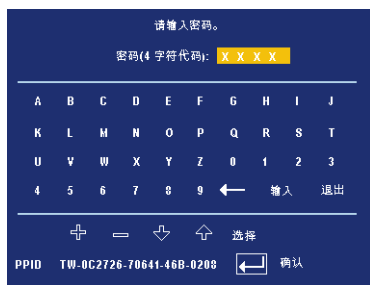 请输入密码。
密码(4 字符代码): X X X X
A B C D E F G H I J
K L M N O P Q R S T
U V W X Y Z 0 1 2 3
4 5 6 7 8 9 ← 输入 退出
+ − ⇩ ⇧ 选择
PPID TW-0C2726-70641-46B-0208 ↵ 确认